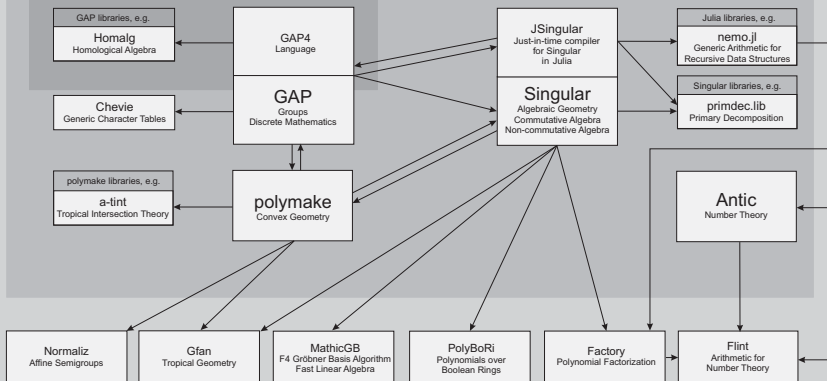 GAP libraries, e.g.
Homalg
Homological Algebra
GAP4
Language
JSingular
Just-in-time compiler
for Singular
in Julia
Julia libraries, e.g.
nemo.jl
Generic Arithmetic for
Recursive Data Structures
Chevie
Generic Character Tables
GAP
Groups
Discrete Mathematics
Singular
Algebraic Geometry
Commutative Algebra
Non-commutative Algebra
Singular libraries, e.g.
primdec.lib
Primary Decomposition
polymake libraries, e.g.
a-tint
Tropical Intersection Theory
polymake
Convex Geometry
Antic
Number Theory
Normaliz
Affine Semigroups
Gfan
Tropical Geometry
MathicGB
F4 Gröbner Basis Algorithm
Fast Linear Algebra
PolyBoRi
Polynomials over
Boolean Rings
Factory
Polynomial Factorization
Flint
Arithmetic for
Number Theory